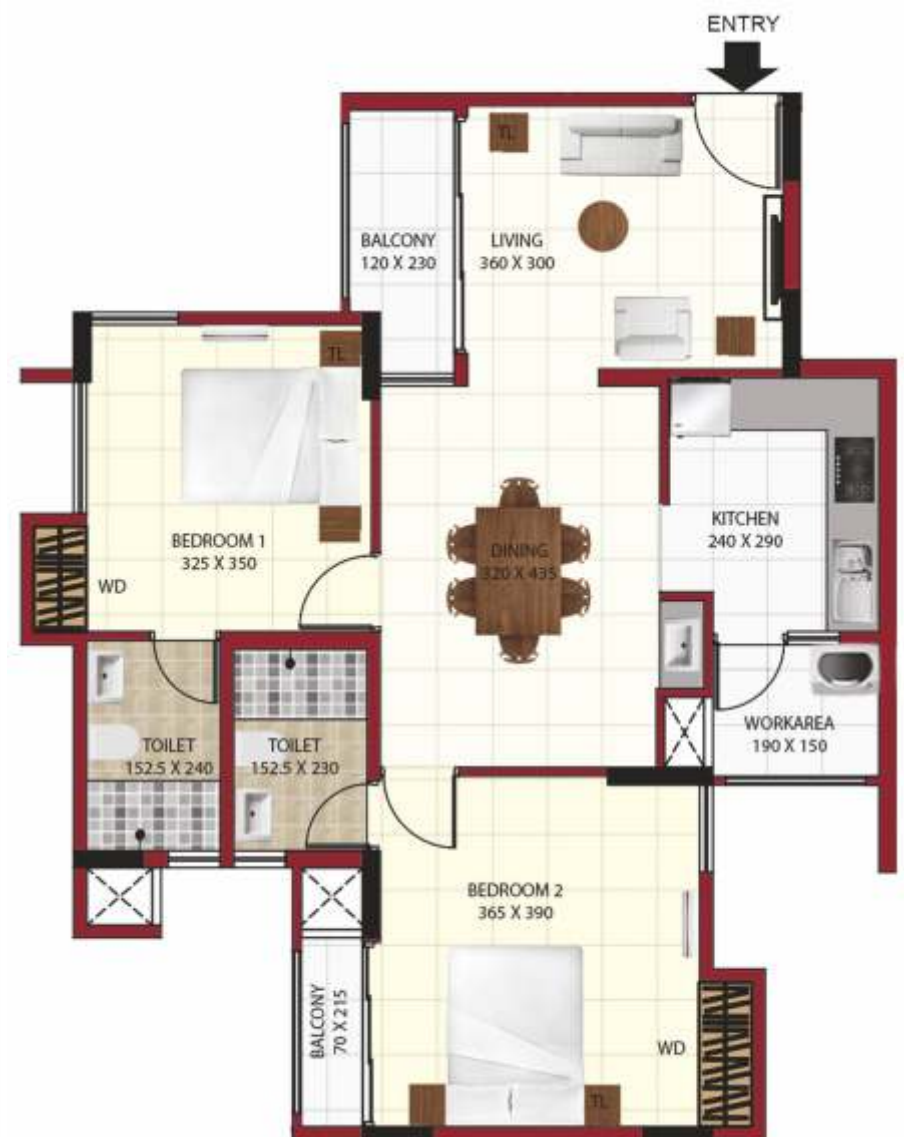 ENTRY
TL
BALCONY
120 X 230
LIVING
360 X 300
TL
BEDROOM 1
325 X 350
WD
DINING
320 X 435
KITCHEN
240 X 290
TOILET
152.5 X 240
TOILET
152.5 X 230
WORKAREA
190 X 150
BEDROOM 2
365 X 390
BALCONY
70 X 215
WD
TL